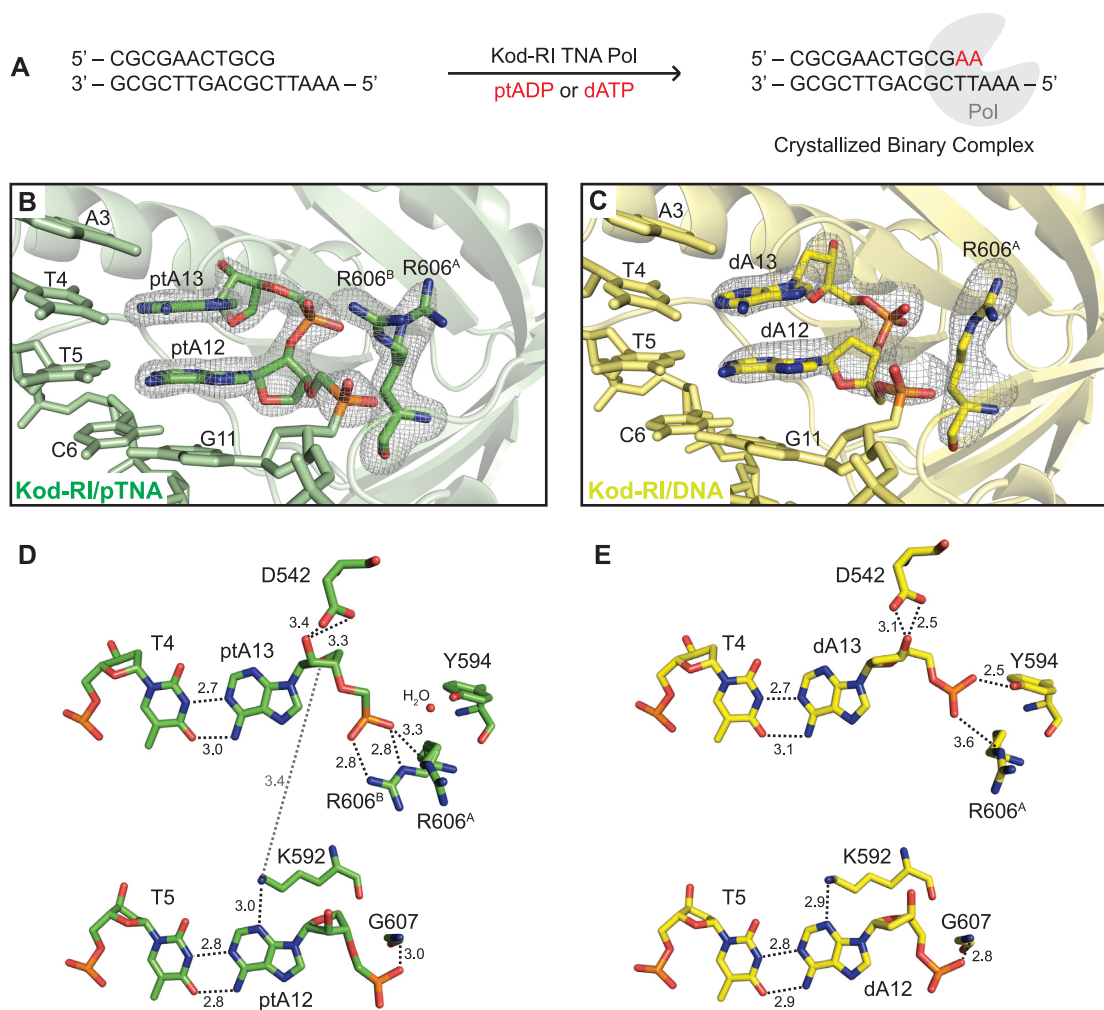 A
5’ – CGCGAACTGCG
3’ – GCGCTTGACGCTTAAA – 5’
Kod-RI TNA Pol
ptADP or dATP
5’ – CGCGAACTGCGAA
3’ – GCGCTTGACGCTTAAA – 5’
Pol
Crystallized Binary Complex
B
A3
T4
ptA13
R606B
R606A
T5
ptA12
C6
G11
Kod-RI/pTNA
C
A3
T4
dA13
R606A
T5
dA12
C6
G11
Kod-RI/DNA
D
D542
3.4
3.3
T4
ptA13
Y594
H2O
2.7
3.0
2.8
2.8
3.3
3.4
R606B
R606A
K592
T5
3.0
G607
2.8
3.0
2.8
ptA12
E
D542
3.1
2.5
T4
dA13
Y594
2.5
2.7
3.1
3.6
R606A
K592
T5
2.9
G607
2.8
2.8
2.9
dA12